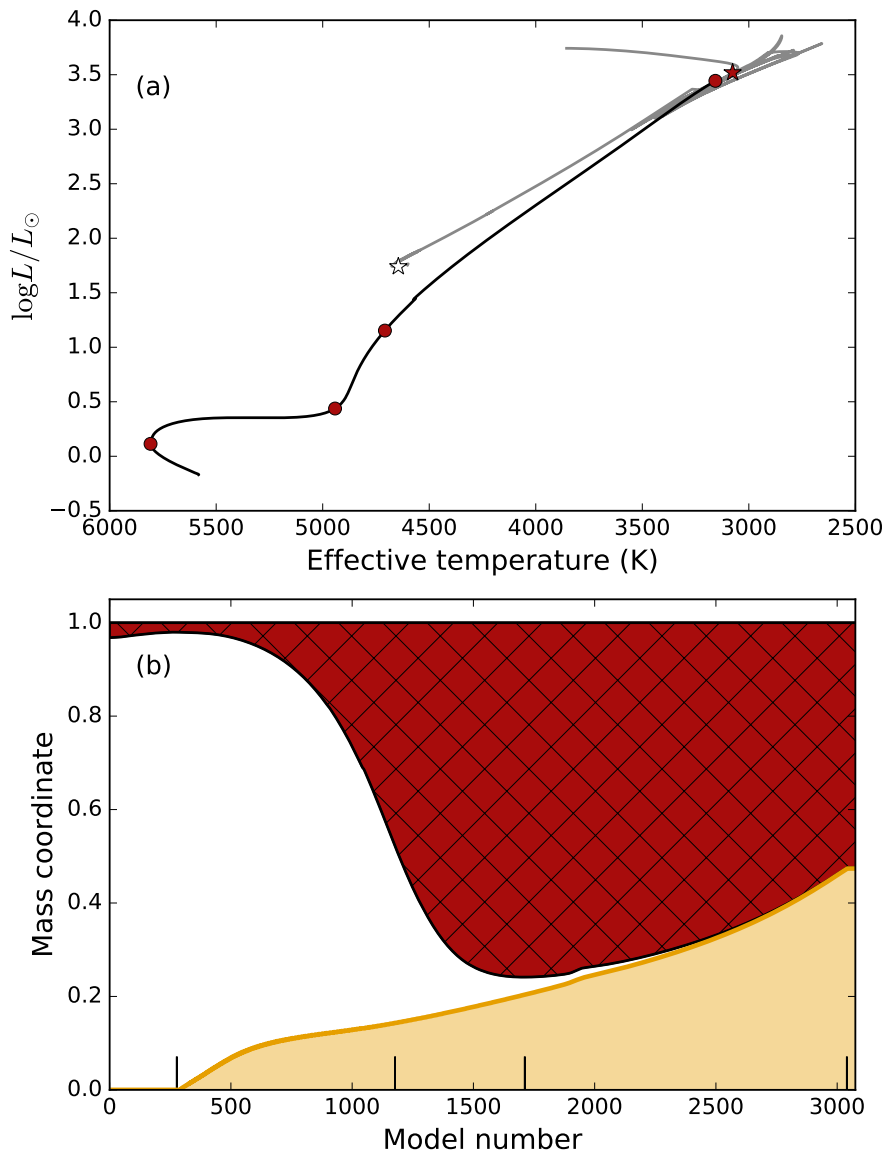 4.0
3.5
3.0
2.5
2.0
1.5
1.0
0.5
0.0
−0.5
log L/L⊙
(a)
6000 5500 5000 4500 4000 3500 3000 2500
Effective temperature (K)
1.0
0.8
0.6
0.4
0.2
0.0
Mass coordinate
(b)
0 500 1000 1500 2000 2500 3000
Model number